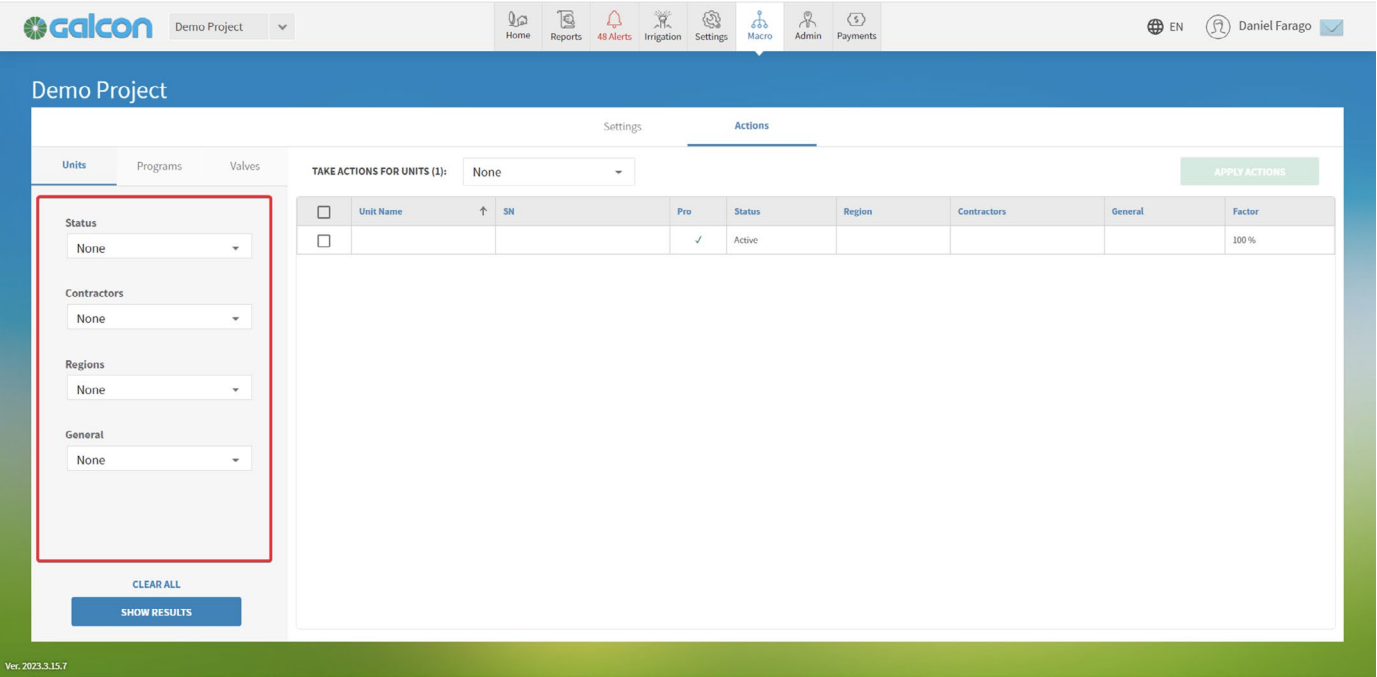 Galcon
Demo Project
Home
Reports
48 Alerts
Irrigation
Settings
Macro
Admin
Payments
EN
Daniel Farago
Demo Project
Settings
Actions
Units
Programs
Valves
TAKE ACTIONS FOR UNITS (1):
None
APPLY ACTIONS
Status
None
Contractors
None
Regions
None
General
None
CLEAR ALL
SHOW RESULTS
Unit Name
SN
Pro
Status
Region
Contractors
General
Factor
✓
Active
100 %
Ver. 2023.3.15.7